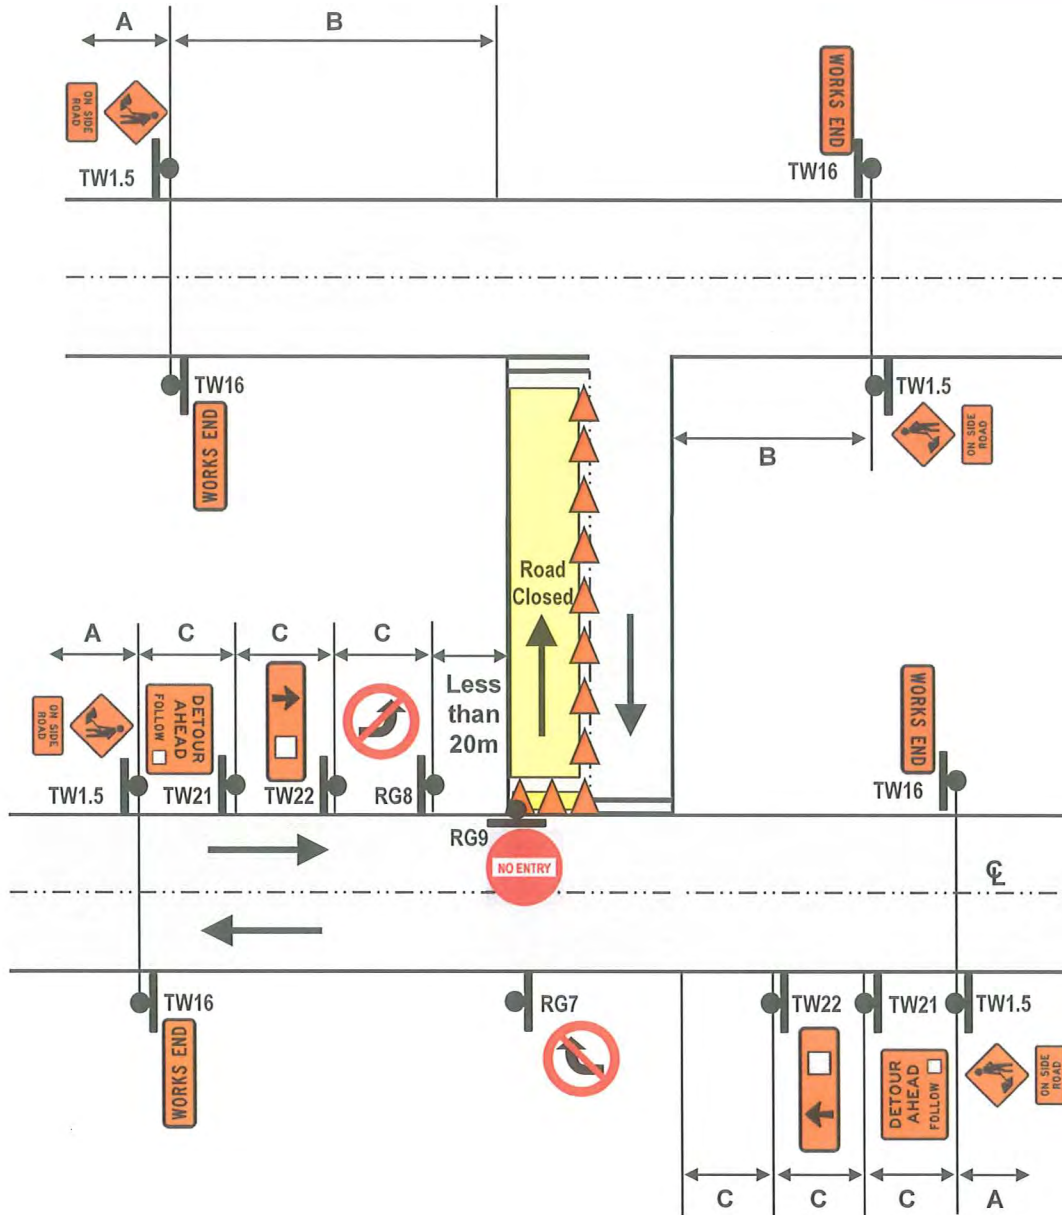 A
B
ON SIDE
ROAD
TW1.5
WORKS END
TW16
TW16
WORKS END
TW1.5
ON SIDE
ROAD
B
Road
Closed
A
C
C
C
Less
than
20m
ON SIDE
ROAD
DETOUR
AHEAD
FOLLOW
TW1.5
TW21
TW22
RG8
WORKS END
TW16
RG9
NO ENTRY
CL
TW16
WORKS END
RG7
TW22
TW21
TW1.5
DETOUR
AHEAD
FOLLOW
ON SIDE
ROAD
C
C
C
A